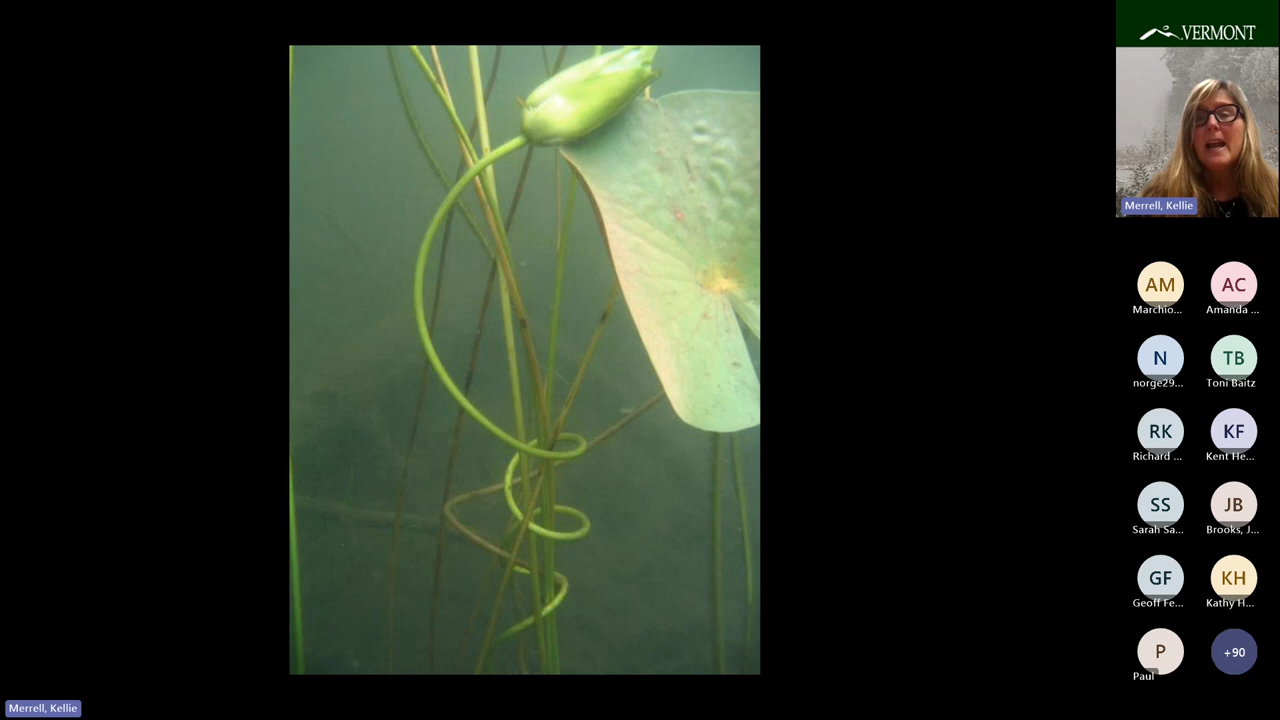 VERMONT
Merrell, Kellie
AM
AC
Marchio...
Amanda ...
N
TB
norge29...
Toni Baitz
RK
KF
Richard ...
Kent He...
SS
JB
Sarah Sa...
Brooks, J...
GF
KH
Geoff Fe...
Kathy H...
P
+90
Paul
Merrell, Kellie